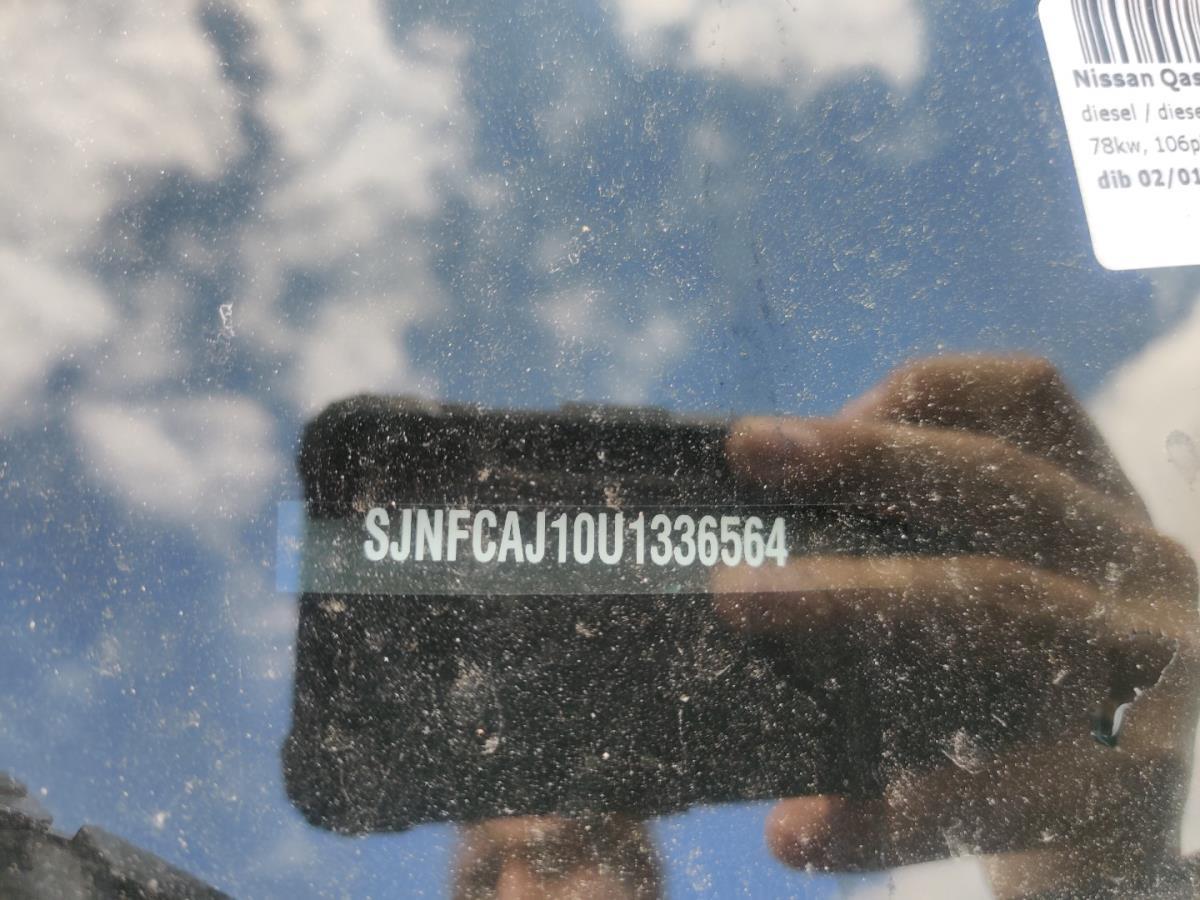 Nissan Qas
diesel / diese
78kw, 106p
dib 02/01
SJNFCAJ10U1336564